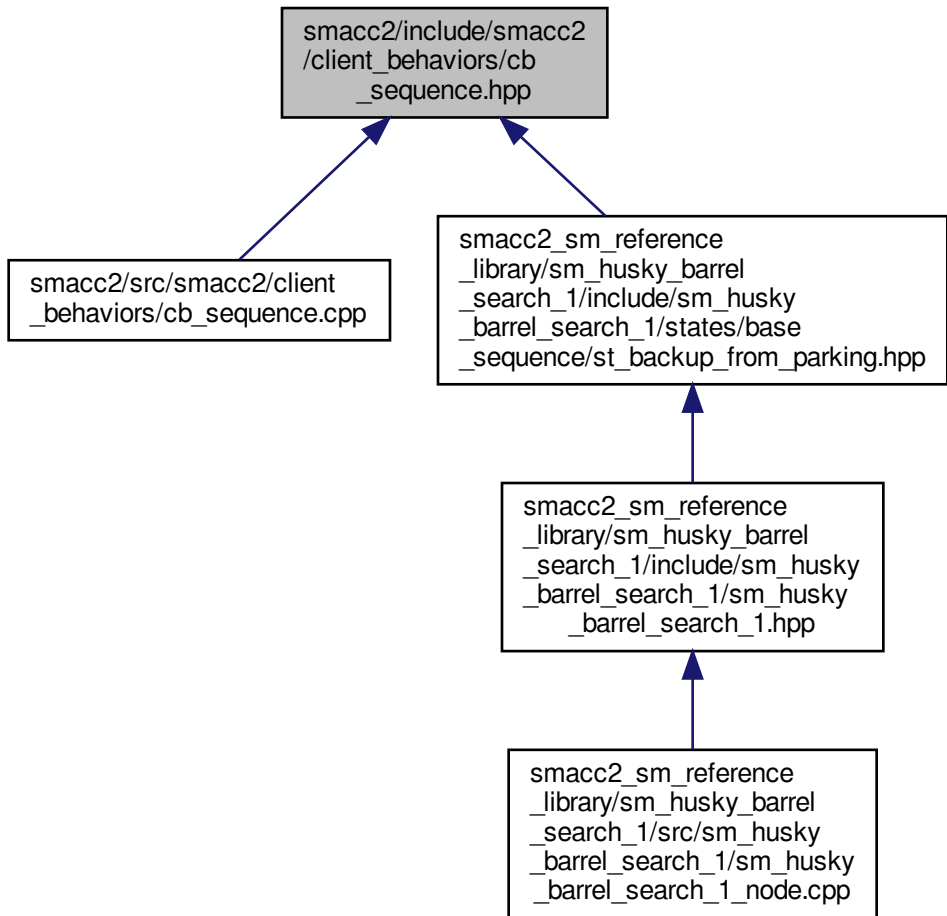 smacc2/include/smacc2
/client_behaviors/cb
_sequence.hpp
smacc2/src/smacc2/client
_behaviors/cb_sequence.cpp
smacc2_sm_reference
_library/sm_husky_barrel
_search_1/include/sm_husky
_barrel_search_1/states/base
_sequence/st_backup_from_parking.hpp
smacc2_sm_reference
_library/sm_husky_barrel
_search_1/include/sm_husky
_barrel_search_1/sm_husky
_barrel_search_1.hpp
smacc2_sm_reference
_library/sm_husky_barrel
_search_1/src/sm_husky
_barrel_search_1/sm_husky
_barrel_search_1_node.cpp